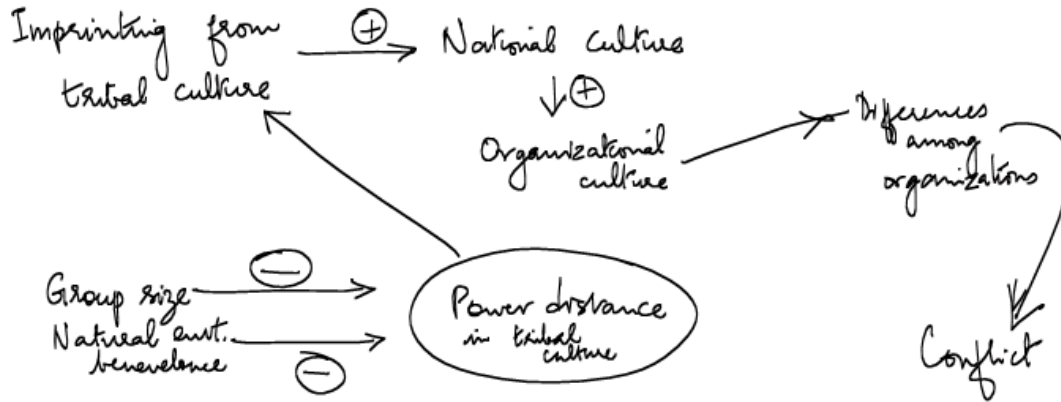 Imprinting from
tribal culture
+
National culture
+
Organizational
culture
Differences
among
organizations
Conflict
Group size
−
Natural envt.
benevolence
−
Power distance
in tribal
culture